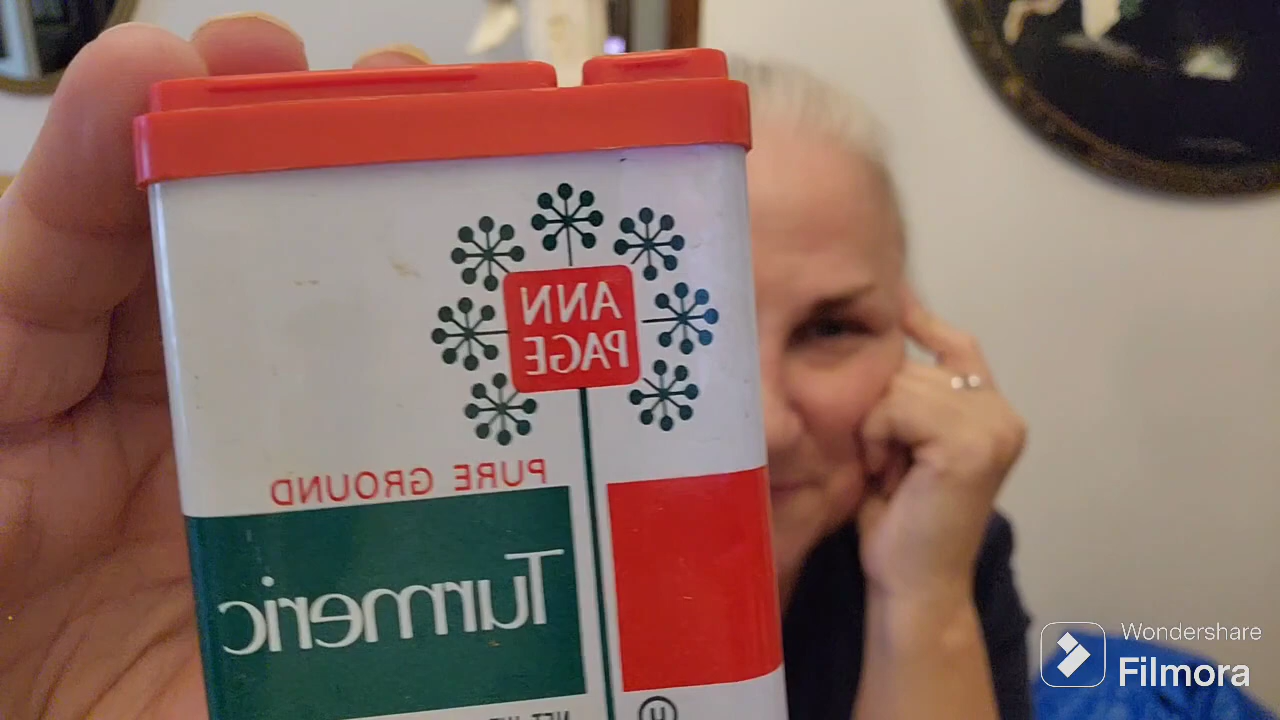 ANN
PAGE
PURE GROUND
Turmeric
U
Wondershare
Filmora